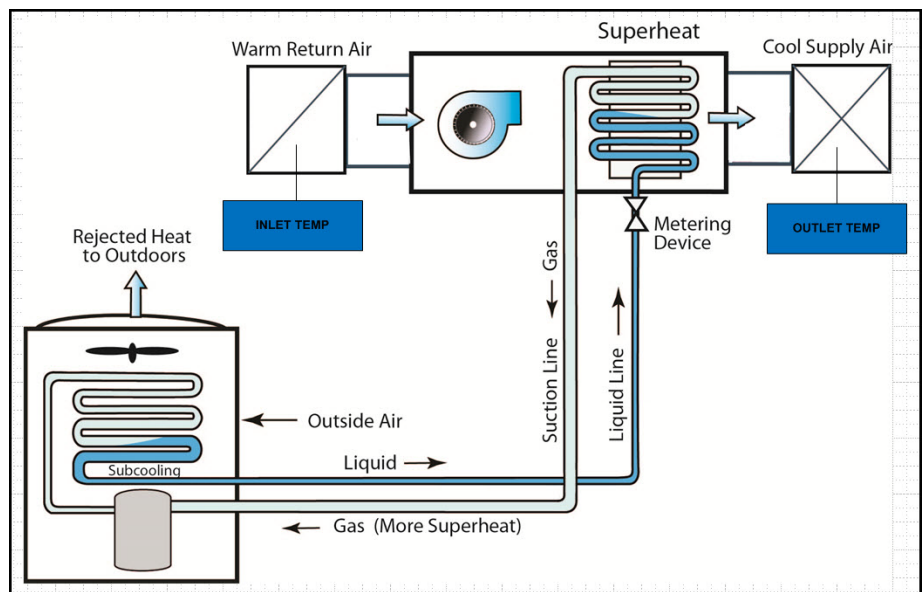 Superheat
Warm Return Air
Cool Supply Air
INLET TEMP
OUTLET TEMP
Metering
Device
Rejected Heat
to Outdoors
Gas
Suction Line
Liquid Line
Outside Air
Liquid
Subcooling
Gas (More Superheat)